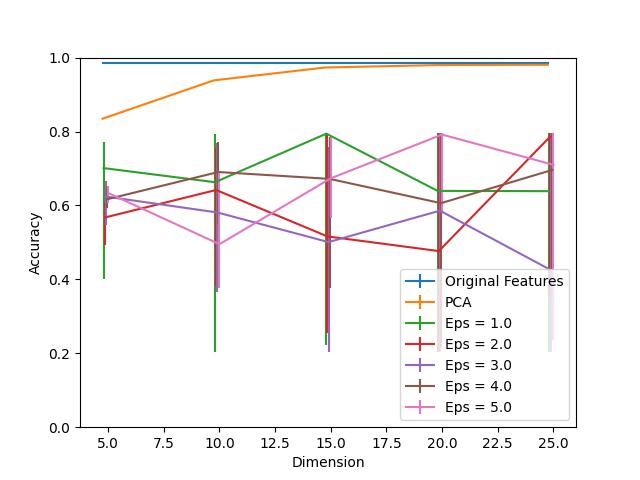 1.0
0.8
0.6
0.4
0.2
0.0
Accuracy
Original Features
PCA
Eps = 1.0
Eps = 2.0
Eps = 3.0
Eps = 4.0
Eps = 5.0
5.0 7.5 10.0 12.5 15.0 17.5 20.0 22.5 25.0
Dimension